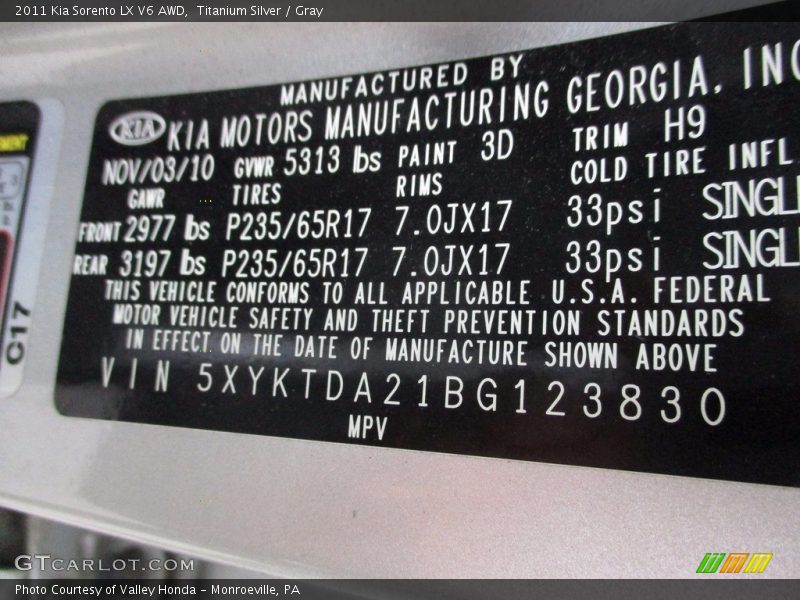 2011 Kia Sorento LX V6 AWD, Titanium Silver / Gray
MANUFACTURED BY
KIA KIA MOTORS MANUFACTURING GEORGIA, INC
NOV/03/10 GVWR 5313 lbs PAINT 3D TRIM H9
GAWR TIRES RIMS COLD TIRE INFL
FRONT 2977 lbs P235/65R17 7.0JX17 33psi SINGL
REAR 3197 lbs P235/65R17 7.0JX17 33psi SINGL
THIS VEHICLE CONFORMS TO ALL APPLICABLE U.S.A. FEDERAL
MOTOR VEHICLE SAFETY AND THEFT PREVENTION STANDARDS
IN EFFECT ON THE DATE OF MANUFACTURE SHOWN ABOVE
VIN 5XYKTDA21BG123830
MPV
C17
GTCARLOT.COM
Photo Courtesy of Valley Honda - Monroeville, PA